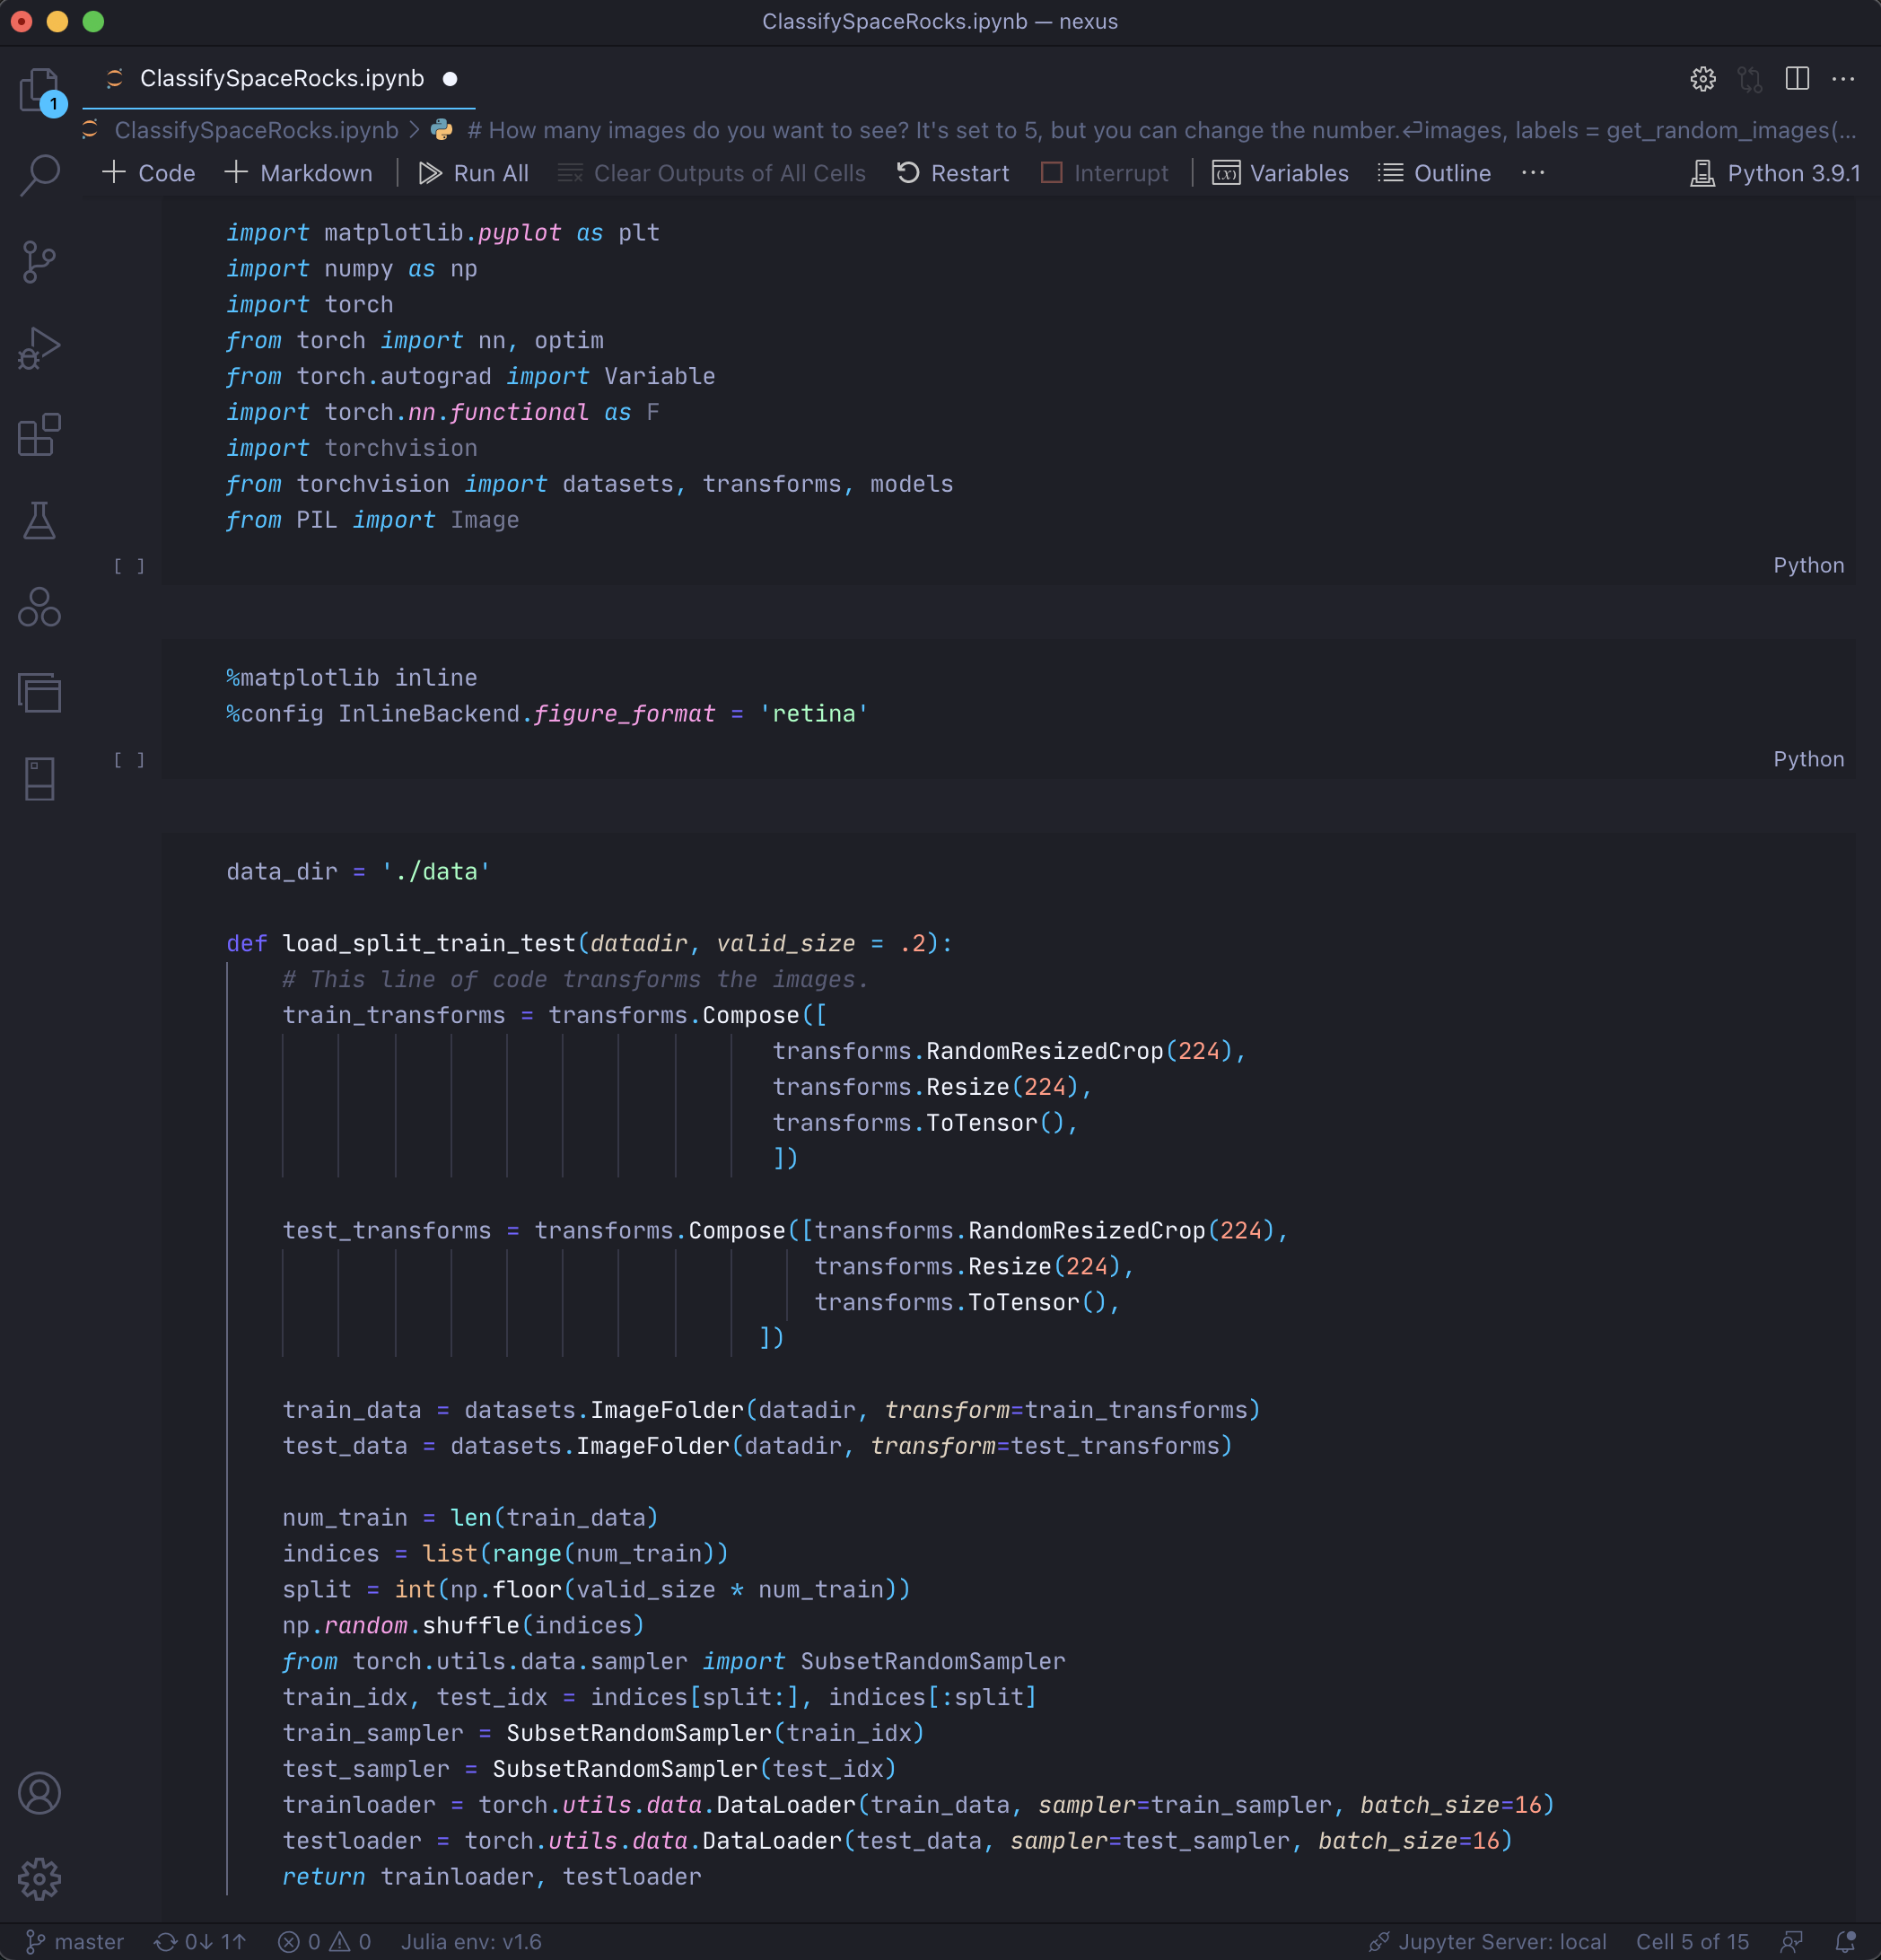 ClassifySpaceRocks.ipynb — nexus
ClassifySpaceRocks.ipynb
1
ClassifySpaceRocks.ipynb > # How many images do you want to see? It's set to 5, but you can change the number.↵images, labels = get_random_images(...
+ Code + Markdown Run All Clear Outputs of All Cells Restart Interrupt Variables Outline ... Python 3.9.1
import matplotlib.pyplot as plt
import numpy as np
import torch
from torch import nn, optim
from torch.autograd import Variable
import torch.nn.functional as F
import torchvision
from torchvision import datasets, transforms, models
from PIL import Image
[ ] Python
%matplotlib inline
%config InlineBackend.figure_format = 'retina'
[ ] Python
data_dir = './data'
def load_split_train_test(datadir, valid_size = .2):
# This line of code transforms the images.
train_transforms = transforms.Compose([
transforms.RandomResizedCrop(224),
transforms.Resize(224),
transforms.ToTensor(),
])
test_transforms = transforms.Compose([transforms.RandomResizedCrop(224),
transforms.Resize(224),
transforms.ToTensor(),
])
train_data = datasets.ImageFolder(datadir, transform=train_transforms)
test_data = datasets.ImageFolder(datadir, transform=test_transforms)
num_train = len(train_data)
indices = list(range(num_train))
split = int(np.floor(valid_size * num_train))
np.random.shuffle(indices)
from torch.utils.data.sampler import SubsetRandomSampler
train_idx, test_idx = indices[split:], indices[:split]
train_sampler = SubsetRandomSampler(train_idx)
test_sampler = SubsetRandomSampler(test_idx)
trainloader = torch.utils.data.DataLoader(train_data, sampler=train_sampler, batch_size=16)
testloader = torch.utils.data.DataLoader(test_data, sampler=test_sampler, batch_size=16)
return trainloader, testloader
master 0↓ 1↑ 0 0 Julia env: v1.6 Jupyter Server: local Cell 5 of 15